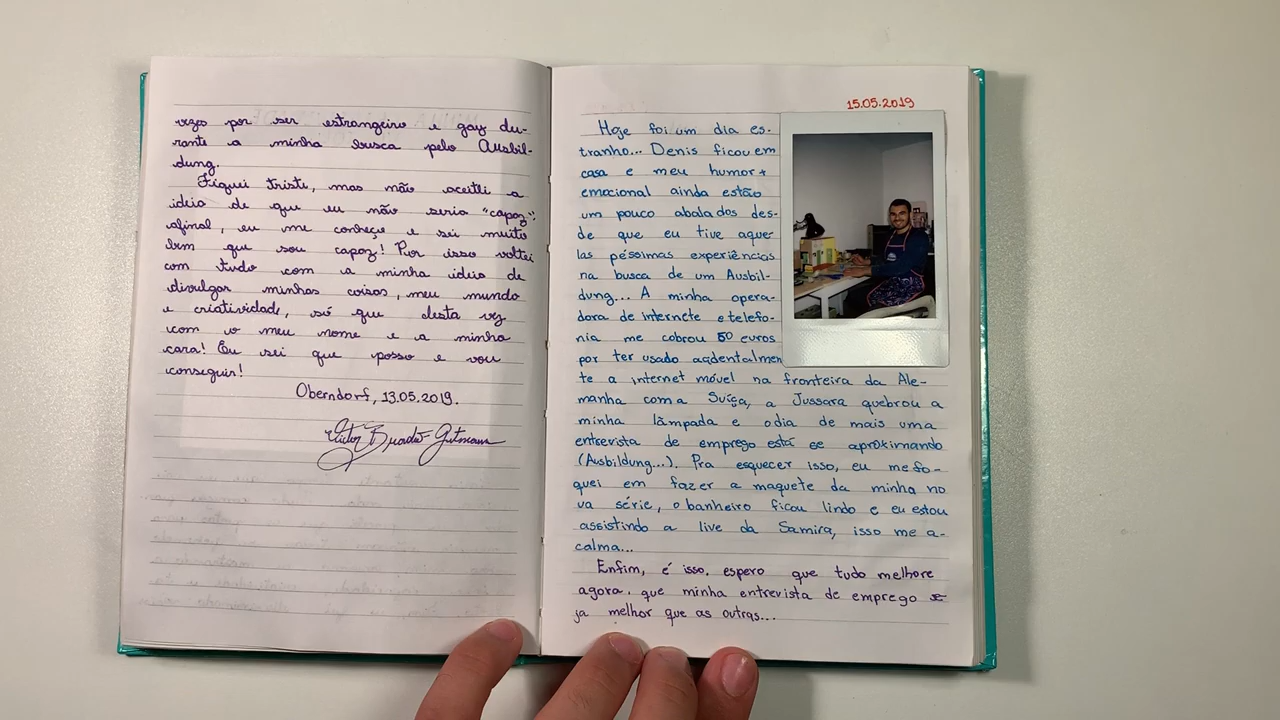 vezes por ser estrangeiro e gay du-
rante a minha busca pelo Ausbil-
dung.
Fiquei triste, mas não aceitei a
ideia de que eu não seria "capaz":
afinal, eu me conheço e sei muito
bem que sou capaz! Por isso voltei
com tudo com a minha ideia de
divulgar minhas coisas, meu mundo
e criatividade, só que desta vez
com o meu nome e a minha
cara! Eu sei que posso e vou
conseguir!
Oberndorf, 13.05.2019.
15.05.2019
Hoje foi um dia es-
tranho... Denis ficou em
casa e meu humor+
emocional ainda estão
um pouco abalados des-
de que eu tive aque-
las péssimas experiências
na busca de um Ausbil-
dung... A minha opera-
dora de internet e telefo-
nia me cobrou 50 euros
por ter usado acidentalmen
te a internet móvel na fronteira da Ale-
manha com a Suíça, a Jussara quebrou a
minha lâmpada e o dia de mais uma
entrevista de emprego está se aproximando
(Ausbildung...). Pra esquecer isso, eu me fo-
quei em fazer a maquete da minha no
va série, o banheiro ficou lindo e eu estou
assistindo a live da Samira, isso me a-
calma...
Enfim, é isso, espero que tudo melhore
agora, que minha entrevista de emprego se
ja melhor que as outras...